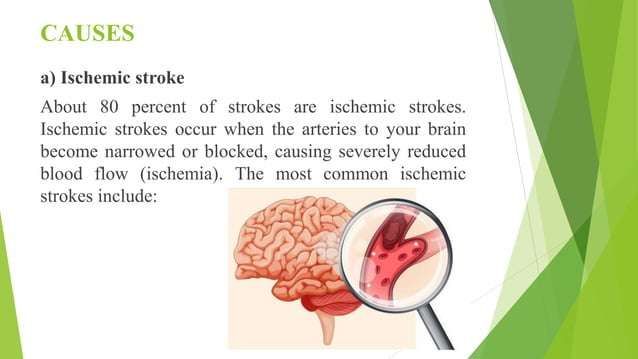 CAUSES
a) Ischemic stroke
About 80 percent of strokes are ischemic strokes.
Ischemic strokes occur when the arteries to your brain
become narrowed or blocked, causing severely reduced
blood flow (ischemia). The most common ischemic
strokes include: